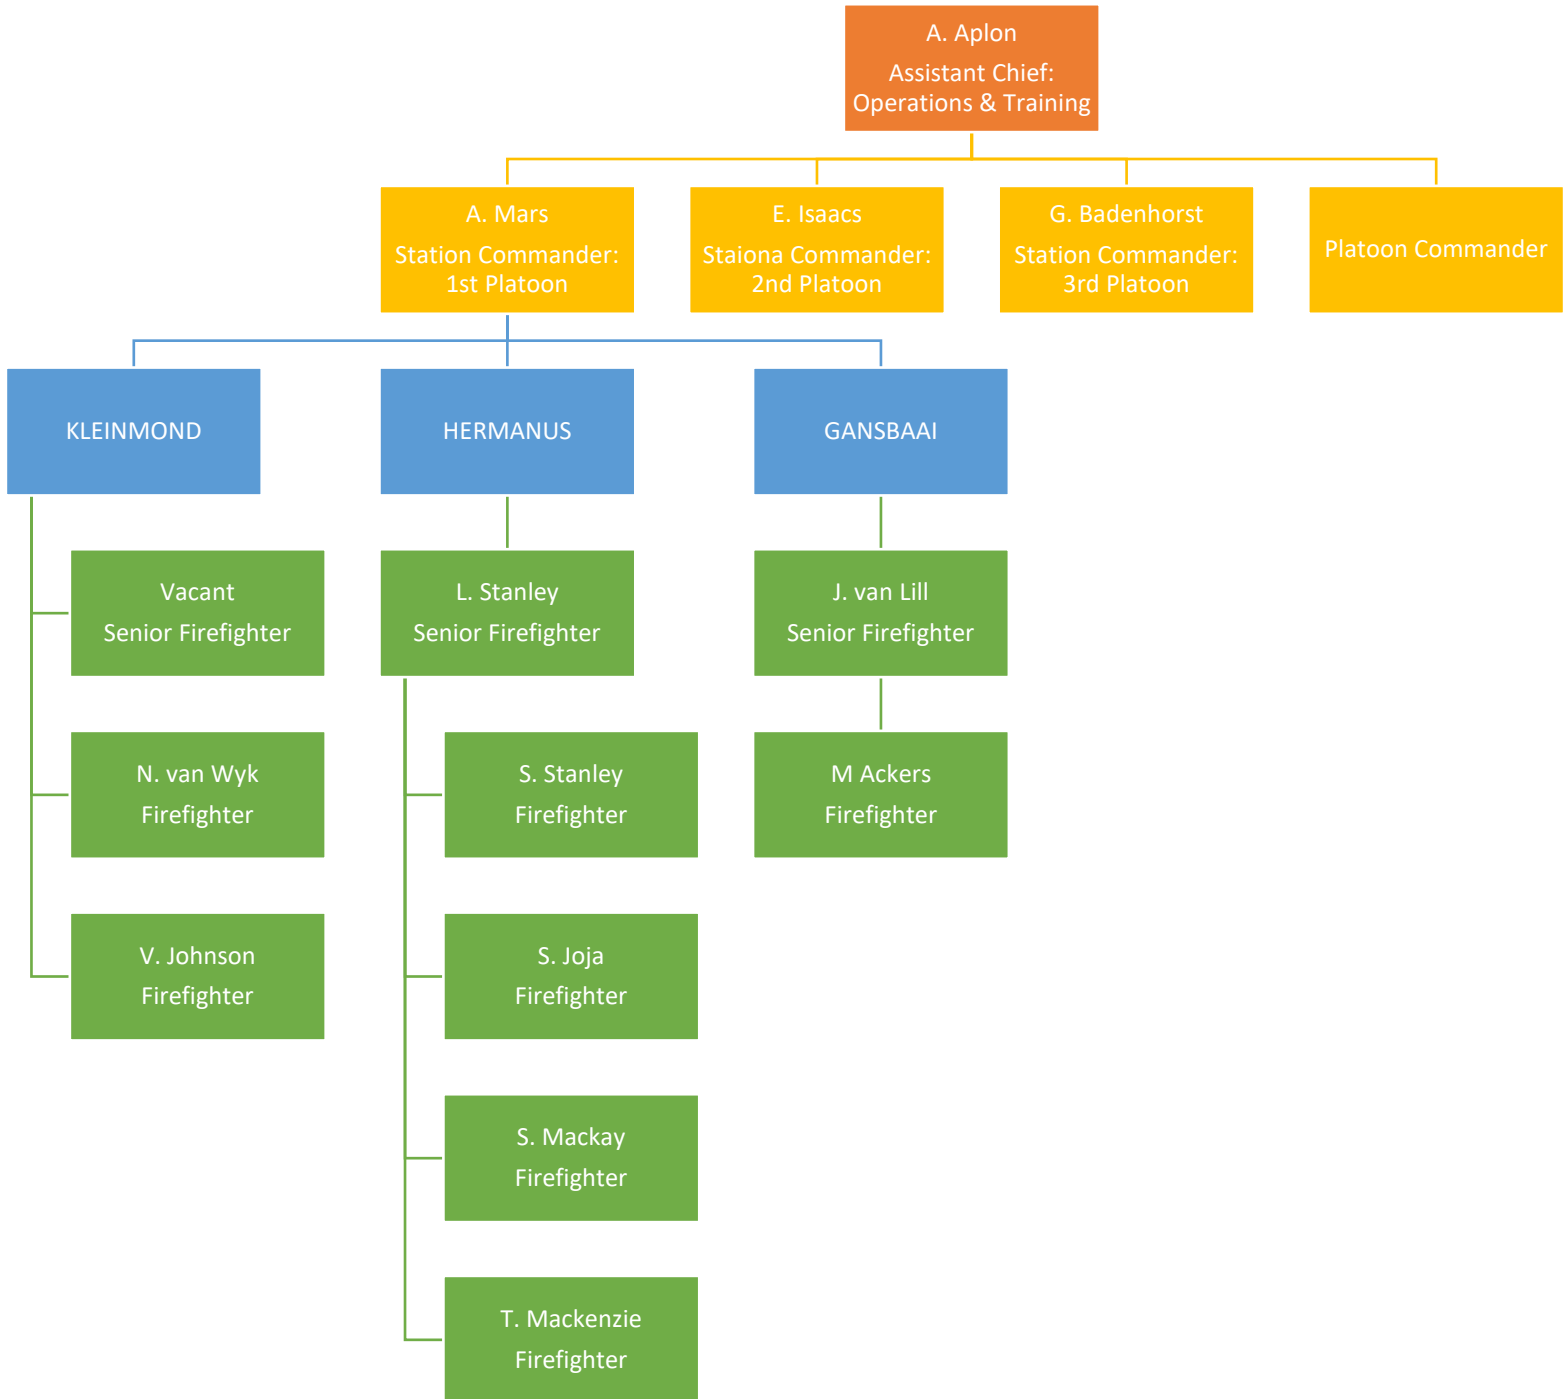 A. Aplon
Assistant Chief:
Operations & Training
A. Mars
Station Commander:
1st Platoon
E. Isaacs
Staiona Commander:
2nd Platoon
G. Badenhorst
Station Commander:
3rd Platoon
Platoon Commander
KLEINMOND
HERMANUS
GANSBAAI
Vacant
Senior Firefighter
L. Stanley
Senior Firefighter
J. van Lill
Senior Firefighter
N. van Wyk
Firefighter
S. Stanley
Firefighter
M Ackers
Firefighter
V. Johnson
Firefighter
S. Joja
Firefighter
S. Mackay
Firefighter
T. Mackenzie
Firefighter